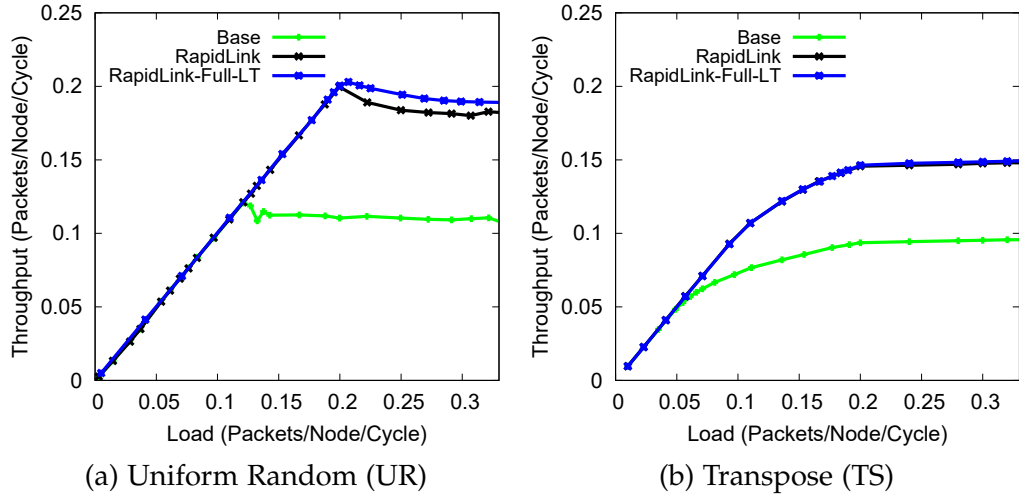 0.25
0.2
0.15
0.1
0.05
0
Throughput (Packets/Node/Cycle)
Base
RapidLink
RapidLink-Full-LT
0 0.05 0.1 0.15 0.2 0.25 0.3
Load (Packets/Node/Cycle)
(a) Uniform Random (UR)
0.25
0.2
0.15
0.1
0.05
0
Throughput (Packets/Node/Cycle)
Base
RapidLink
RapidLink-Full-LT
0 0.05 0.1 0.15 0.2 0.25 0.3
Load (Packets/Node/Cycle)
(b) Transpose (TS)